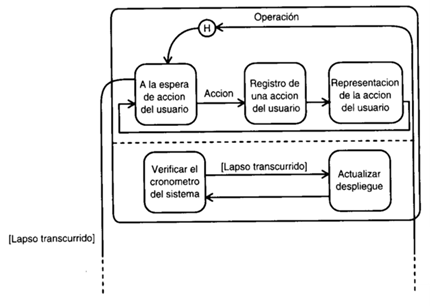 Operación
H
A la espera
de accion
del usuario
Accion
Registro de
una accion
del usuario
Representacion
de la accion
del usuario
Verificar el
cronometro
del sistema
[Lapso transcurrido]
Actualizar
despliegue
[Lapso transcurrido]